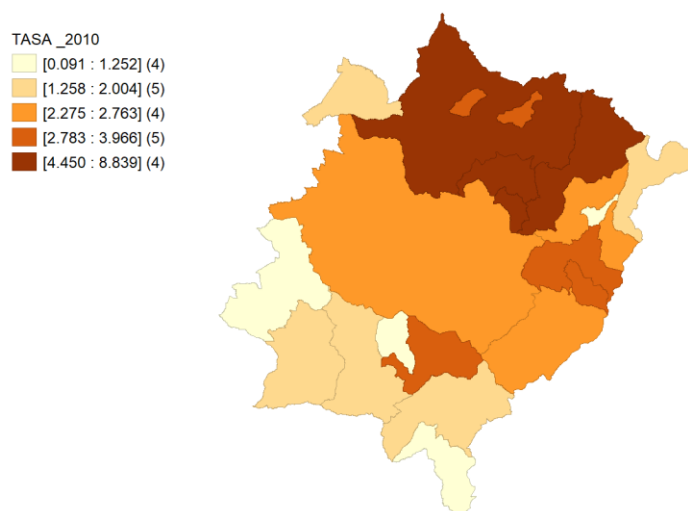 TASA _2010
[0.091 : 1.252] (4)
[1.258 : 2.004] (5)
[2.275 : 2.763] (4)
[2.783 : 3.966] (5)
[4.450 : 8.839] (4)